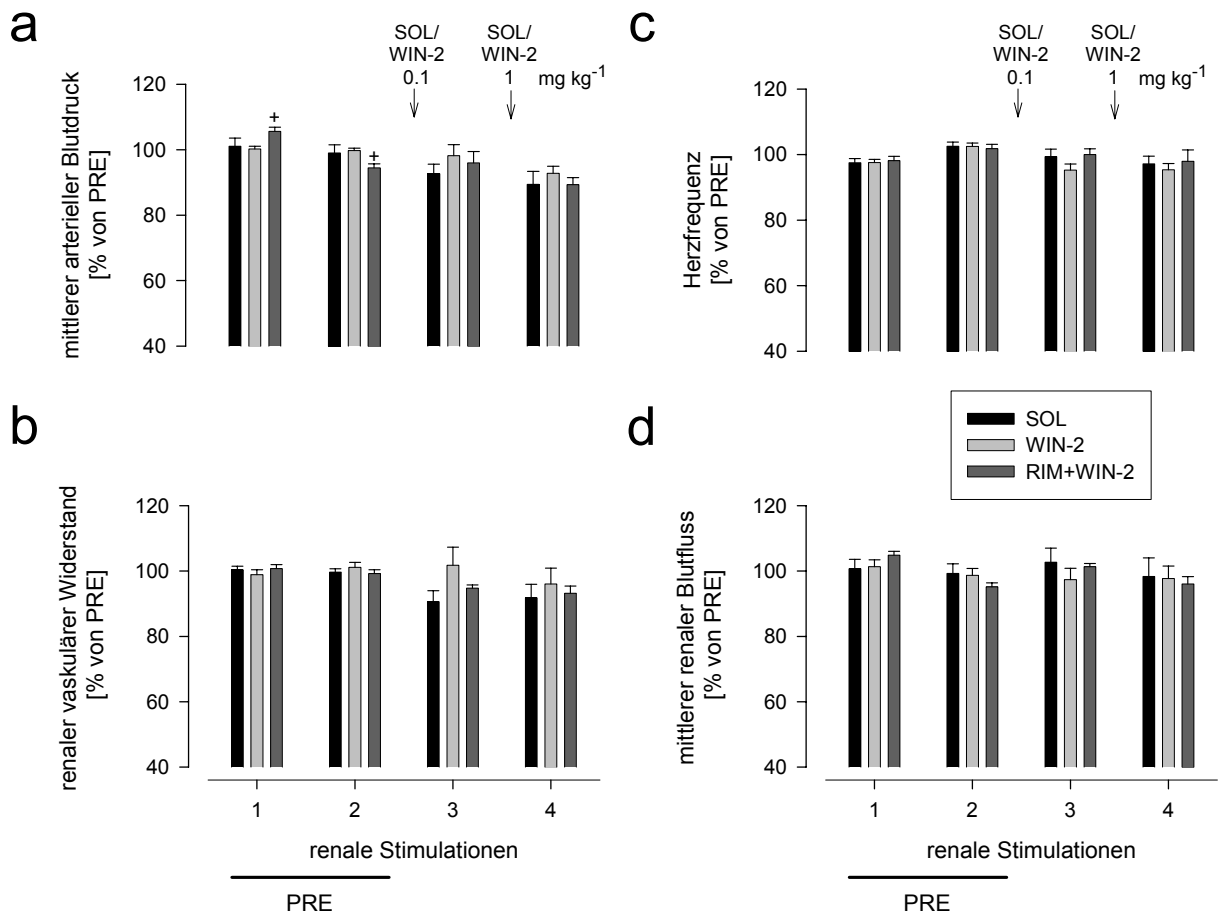 a
SOL/
WIN-2
0.1
SOL/
WIN-2
1
mg kg-1
mittlerer arterieller Blutdruck
[% von PRE]
120
100
80
60
40
+
+
c
SOL/
WIN-2
0.1
SOL/
WIN-2
1
mg kg-1
Herzfrequenz
[% von PRE]
120
100
80
60
40
SOL
WIN-2
RIM+WIN-2
b
renaler vaskulärer Widerstand
[% von PRE]
120
100
80
60
40
1 2 3 4
renale Stimulationen
PRE
d
mittlerer renaler Blutfluss
[% von PRE]
120
100
80
60
40
1 2 3 4
renale Stimulationen
PRE